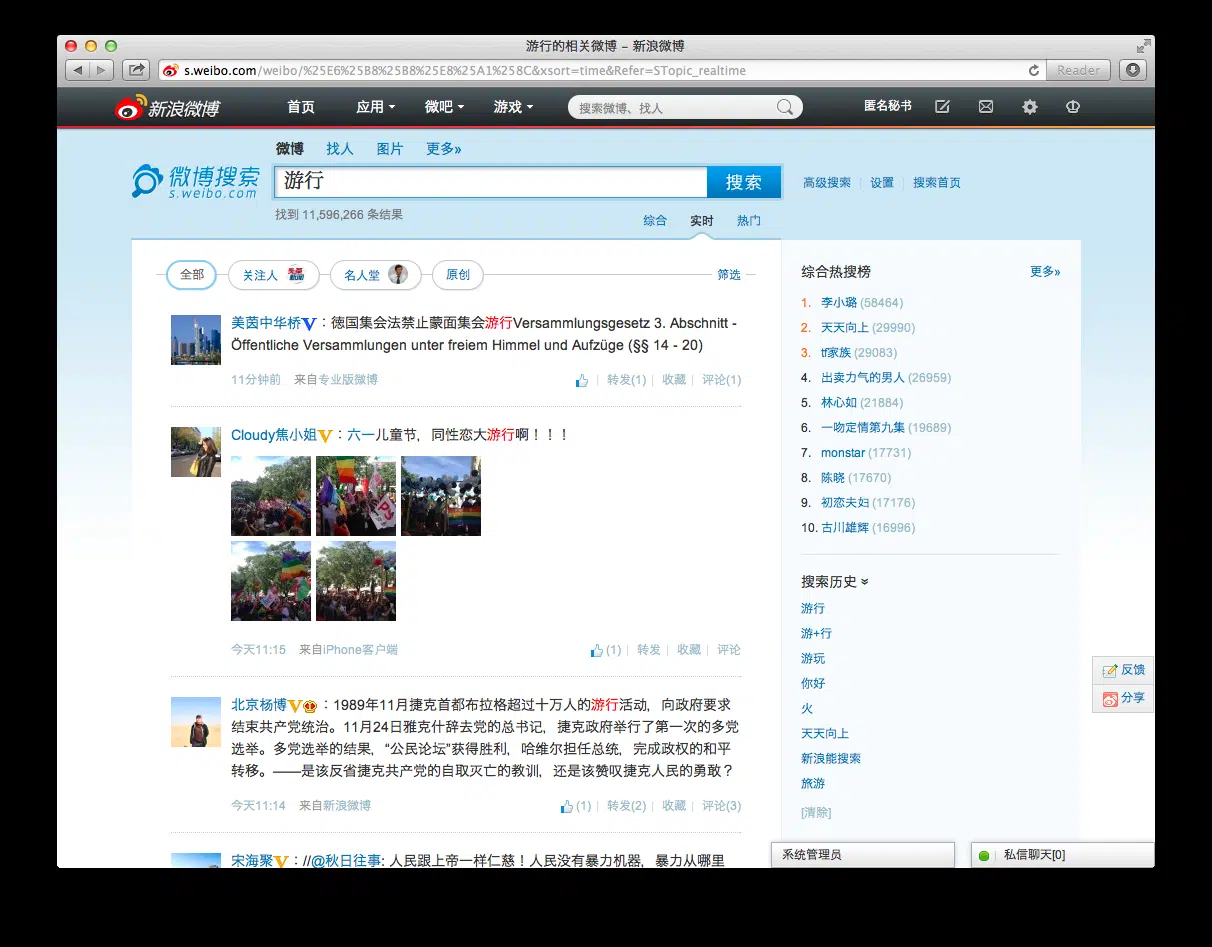 游行的相关微博 – 新浪微博
s.weibo.com/weibo/%25E6%25B8%25B8%25E8%25A1%258C&xsort=time&Refer=STopic_realtime
Reader
新浪微博
首页 应用 微吧 游戏
搜索微博、找人
匿名秘书
微博 找人 图片 更多»
微博搜索
s.weibo.com
游行
搜索
高级搜索 设置 搜索首页
找到 11,596,266 条结果
综合 实时 热门
全部 关注人 名人堂 原创 筛选
美茵中华桥V：德国集会法禁止蒙面集会游行Versammlungsgesetz 3. Abschnitt -
Öffentliche Versammlungen unter freiem Himmel und Aufzüge (§§ 14 - 20)
11分钟前 来自专业版微博
转发(1) 收藏 评论(1)
Cloudy焦小姐V：六一儿童节，同性恋大游行啊！！！
今天11:15 来自iPhone客户端
(1) 转发 收藏 评论
北京杨博V：1989年11月捷克首都布拉格超过十万人的游行活动，向政府要求
结束共产党统治。11月24日雅克什辞去党的总书记，捷克政府举行了第一次的多党
选举。多党选举的结果，“公民论坛”获得胜利，哈维尔担任总统，完成政权的和平
转移。——是该反省捷克共产党的自取灭亡的教训，还是该赞叹捷克人民的勇敢？
今天11:14 来自新浪微博
(1) 转发(2) 收藏 评论(3)
宋海聚V：//@秋日往事: 人民跟上帝一样仁慈！人民没有暴力机器，暴力从哪里
综合热搜榜 更多»
1. 李小璐 (58464)
2. 天天向上 (29990)
3. tf家族 (29083)
4. 出卖力气的男人 (26959)
5. 林心如 (21884)
6. 一吻定情第九集 (19689)
7. monstar (17731)
8. 陈晓 (17670)
9. 初恋夫妇 (17176)
10. 古川雄辉 (16996)
搜索历史
游行
游+行
游玩
你好
火
天天向上
新浪能搜索
旅游
[清除]
反馈
分享
系统管理员
私信聊天[0]